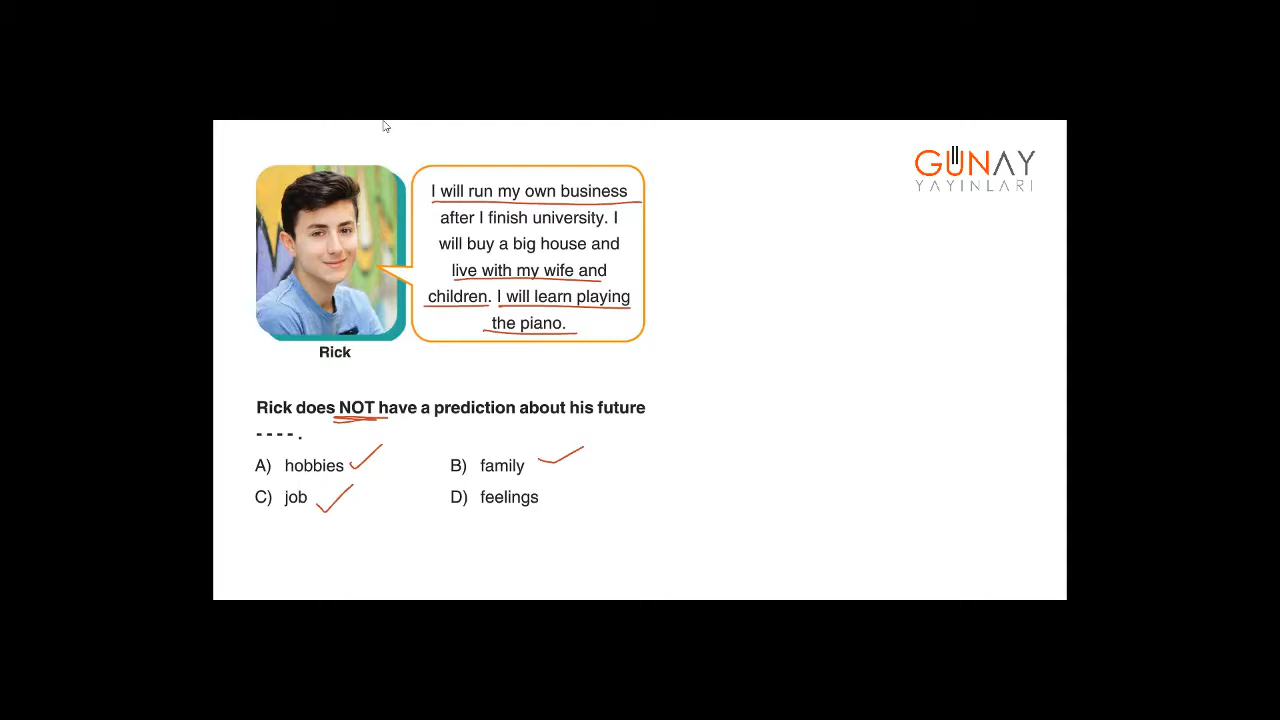 GÜNAY
YAYINLARI
I will run my own business
after I finish university. I
will buy a big house and
live with my wife and
children. I will learn playing
the piano.
Rick
Rick does NOT have a prediction about his future
---- .
A) hobbies
B) family
C) job
D) feelings